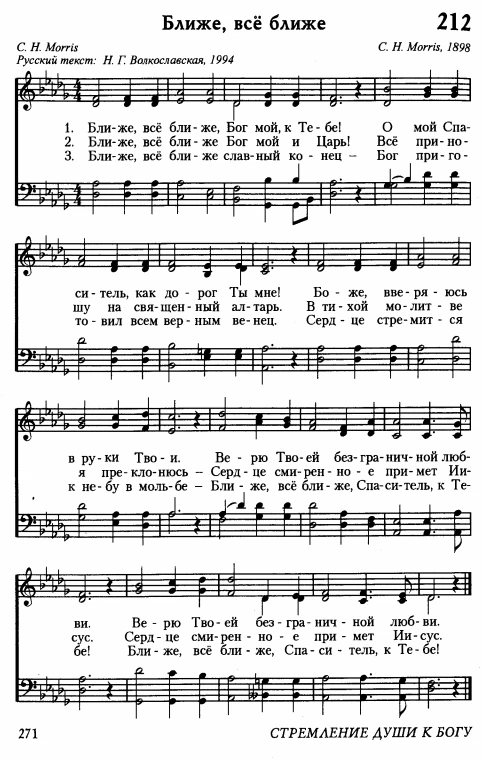 Ближе, всё ближе 212
C. H. Morris C. H. Morris, 1898
Русский текст: Н. Г. Волкославская, 1994
1. Бли - же, всё бли - же, Бог мой, к Те - бе! О мой Спа-
2. Бли - же, всё бли - же Бог мой и Царь! Всё при - но-
3. Бли - же, всё бли - же слав - ный ко - нец – Бог при - го-
си - тель, как до - рог Ты мне! Бо - же, вве - ря - юсь
шу на свя - щен - ный ал - тарь. В ти - хой мо - лит - ве
то - вил всем вер - ным ве - нец. Серд - це стре - мит - ся
в ру - ки Тво - и. Ве - рю Тво - ей без - гра - нич - ной люб-
я пре - кло - нюсь – Серд - це сми - рен - но - е при - мет Ии-
к не - бу в моль - бе – Бли - же, всё бли - же, Спа - си - тель, к Те-
ви. Ве - рю Тво - ей без - гра - нич - ной люб - ви.
сус. Серд - це сми - рен - но - е при - мет Ии - сус.
бе! Бли - же, всё бли - же, Спа - си - тель, к Те - бе!
271 СТРЕМЛЕНИЕ ДУШИ К БОГУ